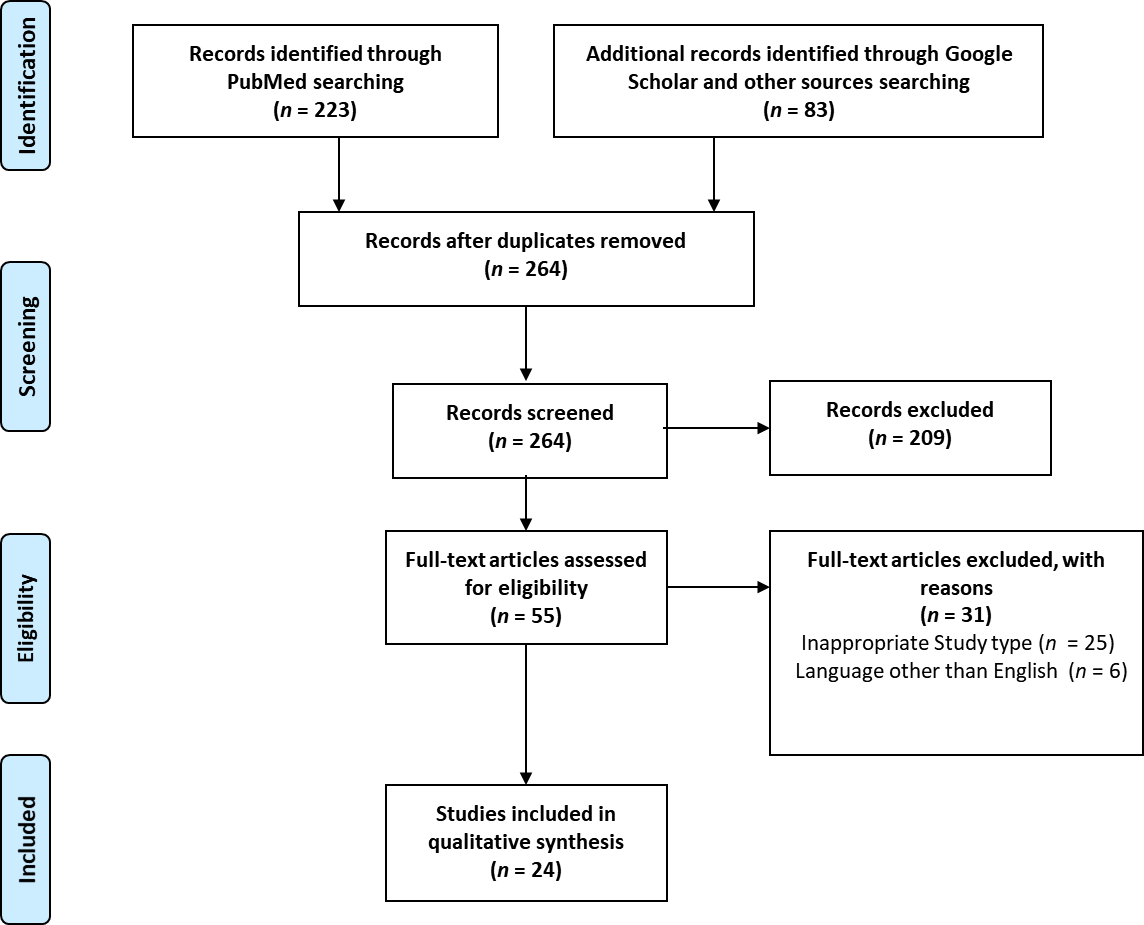 Identification
Records identified through
PubMed searching
(n = 223)
Additional records identified through Google
Scholar and other sources searching
(n = 83)
Records after duplicates removed
(n = 264)
Screening
Records screened
(n = 264)
Records excluded
(n = 209)
Eligibility
Full-text articles assessed
for eligibility
(n = 55)
Full-text articles excluded, with
reasons
(n = 31)
Inappropriate Study type (n = 25)
Language other than English (n = 6)
Included
Studies included in
qualitative synthesis
(n = 24)